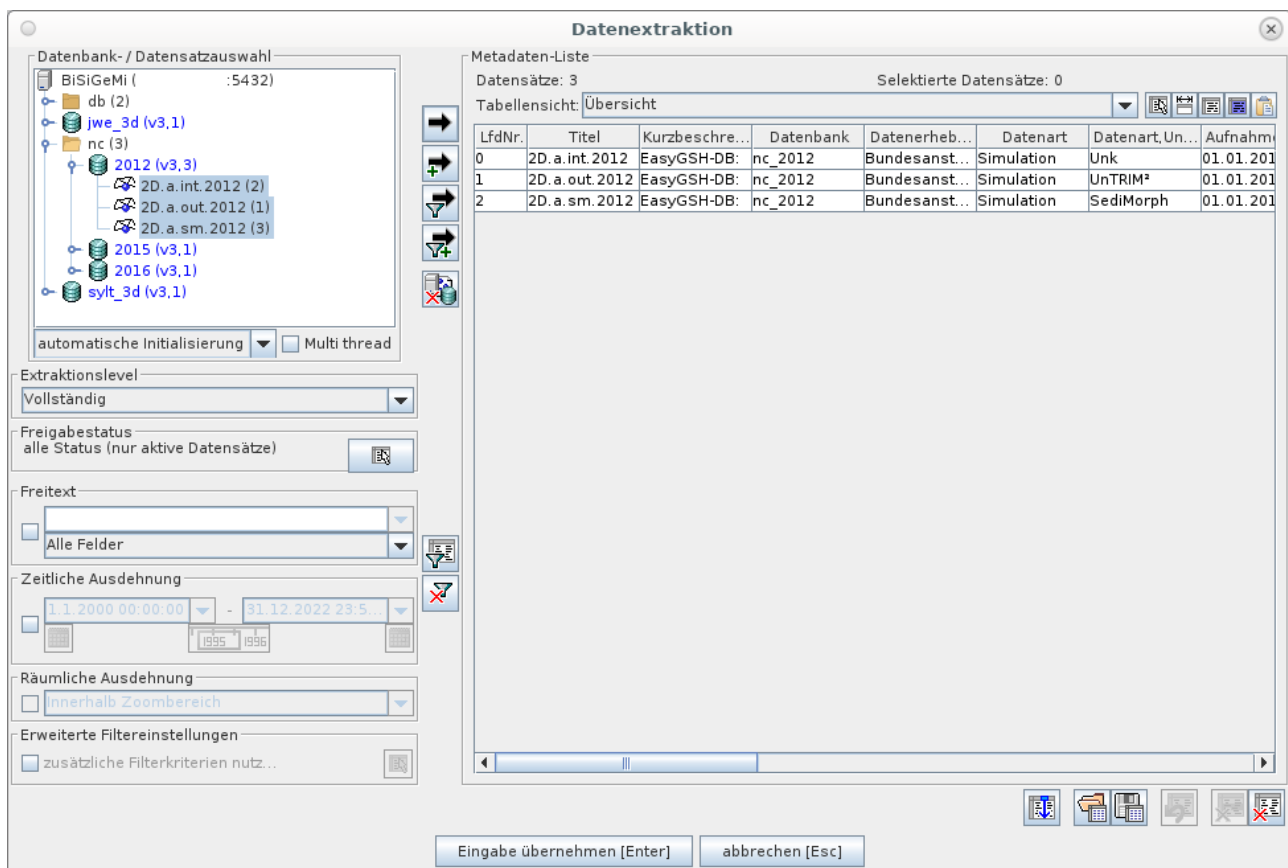 Datenextraktion
Datenbank- / Datensatzauswahl
BiSiGeMi ( :5432)
db (2)
jwe_3d (v3,1)
nc (3)
2012 (v3,3)
2D.a.int.2012 (2)
2D.a.out.2012 (1)
2D.a.sm.2012 (3)
2015 (v3,1)
2016 (v3,1)
sylt_3d (v3,1)
automatische Initialisierung Multi thread
Extraktionslevel
Vollständig
Freigabestatus
alle Status (nur aktive Datensätze)
Freitext
Alle Felder
Zeitliche Ausdehnung
1.1.2000 00:00:00 - 31.12.2022 23:5...
1995 1996
Räumliche Ausdehnung
Innerhalb Zoombereich
Erweiterte Filtereinstellungen
zusätzliche Filterkriterien nutz...
Metadaten-Liste
Datensätze: 3 Selektierte Datensätze: 0
Tabellensicht: Übersicht
LfdNr. Titel Kurzbeschre... Datenbank Datenerheb... Datenart Datenart,Un... Aufnahme
0 2D.a.int.2012 EasyGSH-DB: nc_2012 Bundesanst... Simulation Unk 01.01.201
1 2D.a.out.2012 EasyGSH-DB: nc_2012 Bundesanst... Simulation UnTRIM² 01.01.201
2 2D.a.sm.2012 EasyGSH-DB: nc_2012 Bundesanst... Simulation SediMorph 01.01.201
Eingabe übernehmen [Enter] abbrechen [Esc]